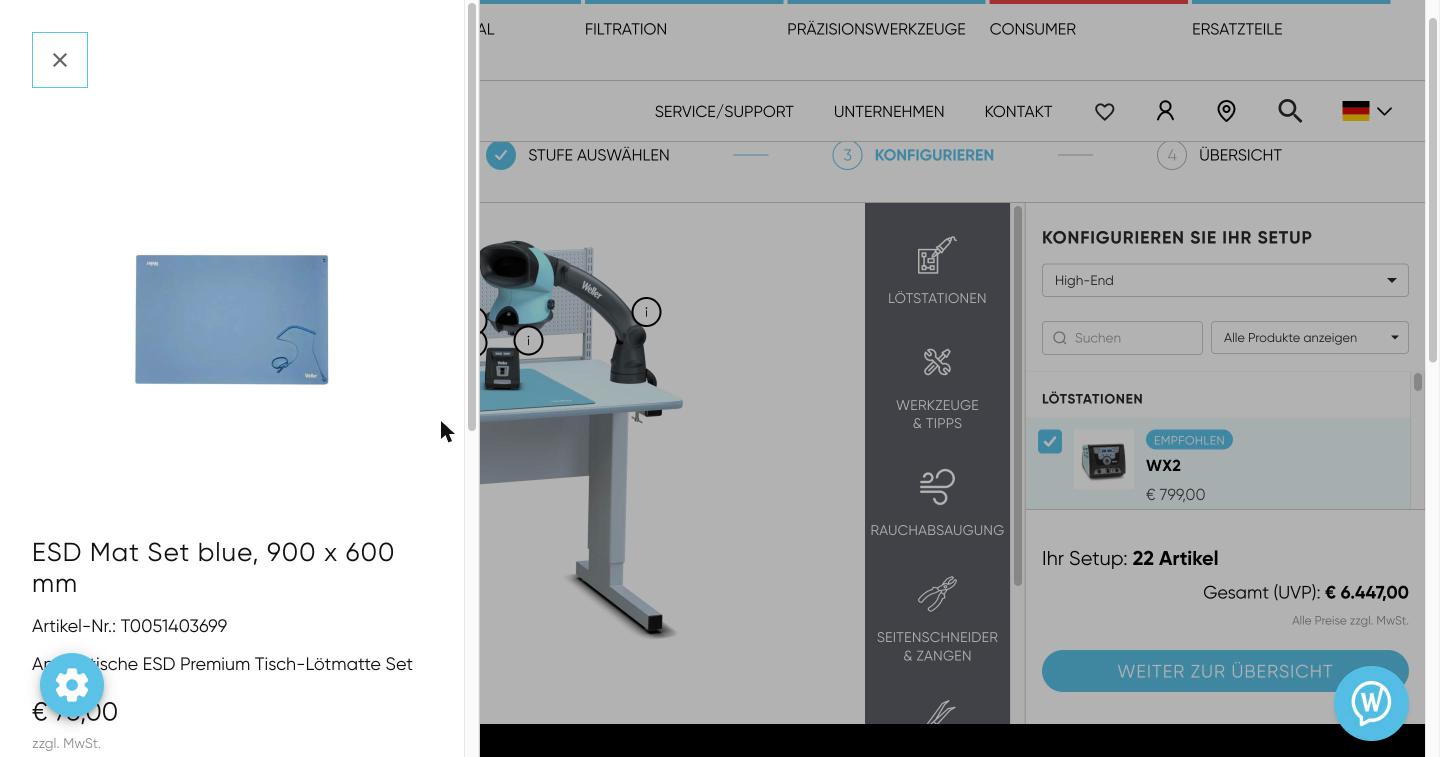 ESD Mat Set blue, 900 x 600
mm
Artikel-Nr.: T0051403699
ische ESD Premium Tisch-Lötmatte Set
zzgl. MwSt.
FILTRATION
PRÄZISIONSWERKZEUGE
CONSUMER
ERSATZTEILE
SERVICE/SUPPORT
UNTERNEHMEN
KONTAKT
STUFE AUSWÄHLEN
3 KONFIGURIEREN
4 ÜBERSICHT
Weller
LÖTSTATIONEN
WERKZEUGE
& TIPPS
RAUCHABSAUGUNG
SEITENSCHNEIDER
& ZANGEN
KONFIGURIEREN SIE IHR SETUP
High-End
Suchen
Alle Produkte anzeigen
LÖTSTATIONEN
EMPFOHLEN
WX2
€ 799,00
Ihr Setup: 22 Artikel
Gesamt (UVP): € 6.447,00
Alle Preise zzgl. MwSt.
WEITER ZUR ÜBERSICHT